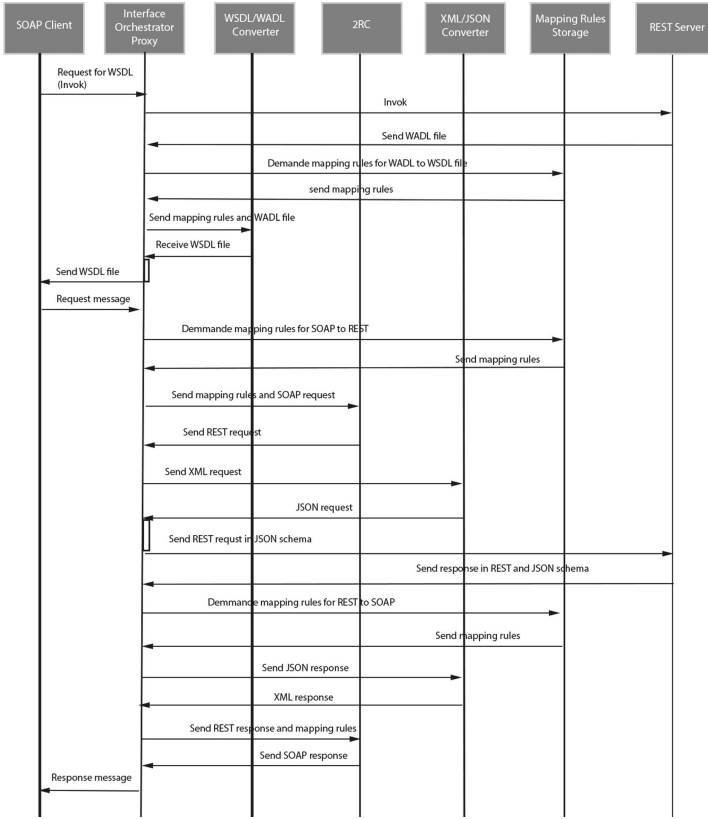 SOAP Client
Interface
Orchestrator
Proxy
WSDL/WADL
Converter
2RC
XML/JSON
Converter
Mapping Rules
Storage
REST Server
Request for WSDL
(Invok)
Invok
Send WADL file
Demande mapping rules for WADL to WSDL file
send mapping rules
Send mapping rules and WADL file
Receive WSDL file
Send WSDL file
Request message
Demmande mapping rules for SOAP to REST
Send mapping rules
Send mapping rules and SOAP request
Send REST request
Send XML request
JSON request
Send REST requst in JSON schema
Send response in REST and JSON schema
Demmande mapping rules for REST to SOAP
Send mapping rules
Send JSON response
XML response
Send REST response and mapping rules
Send SOAP response
Response message